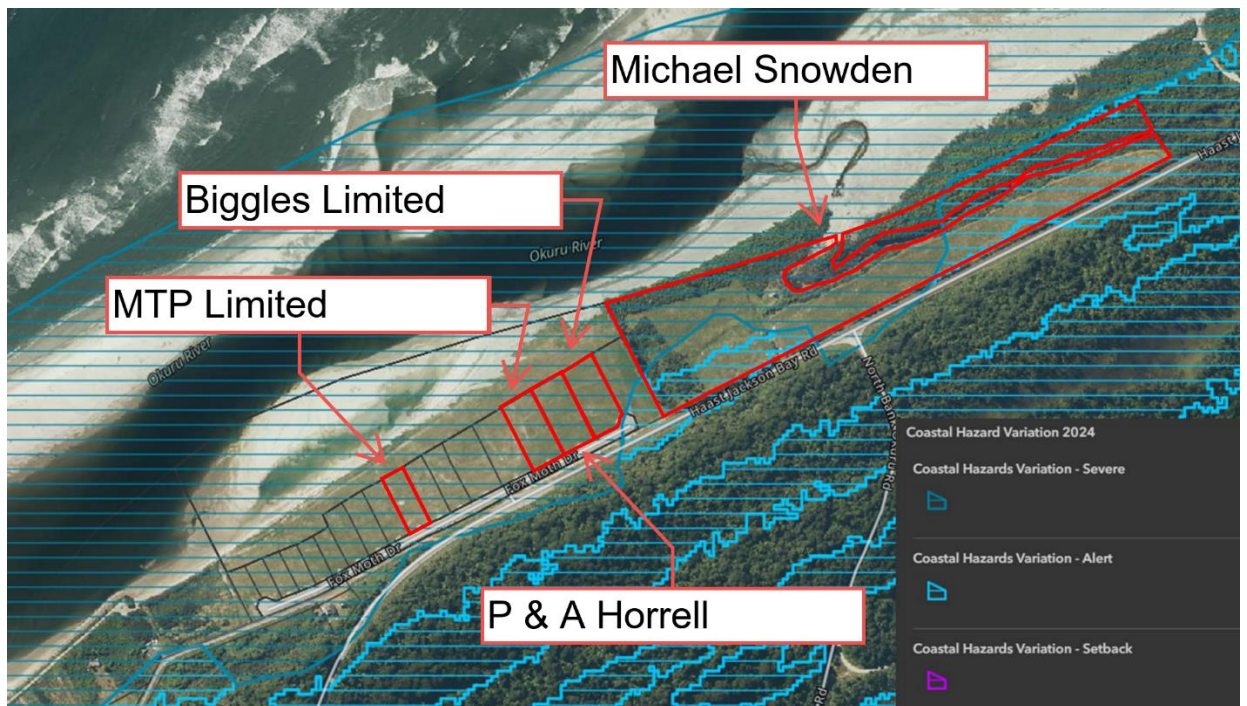 Michael Snowden
Biggles Limited
MTP Limited
Okuru River
Okuru River
Haast J
Haast Jackson Bay Rd
North Bank Okuru Rd
Fox Moth Dr
Fox Moth Dr
P & A Horrell
Rd
Coastal Hazard Variation 2024
Coastal Hazards Variation - Severe
Coastal Hazards Variation - Alert
Coastal Hazards Variation - Setback